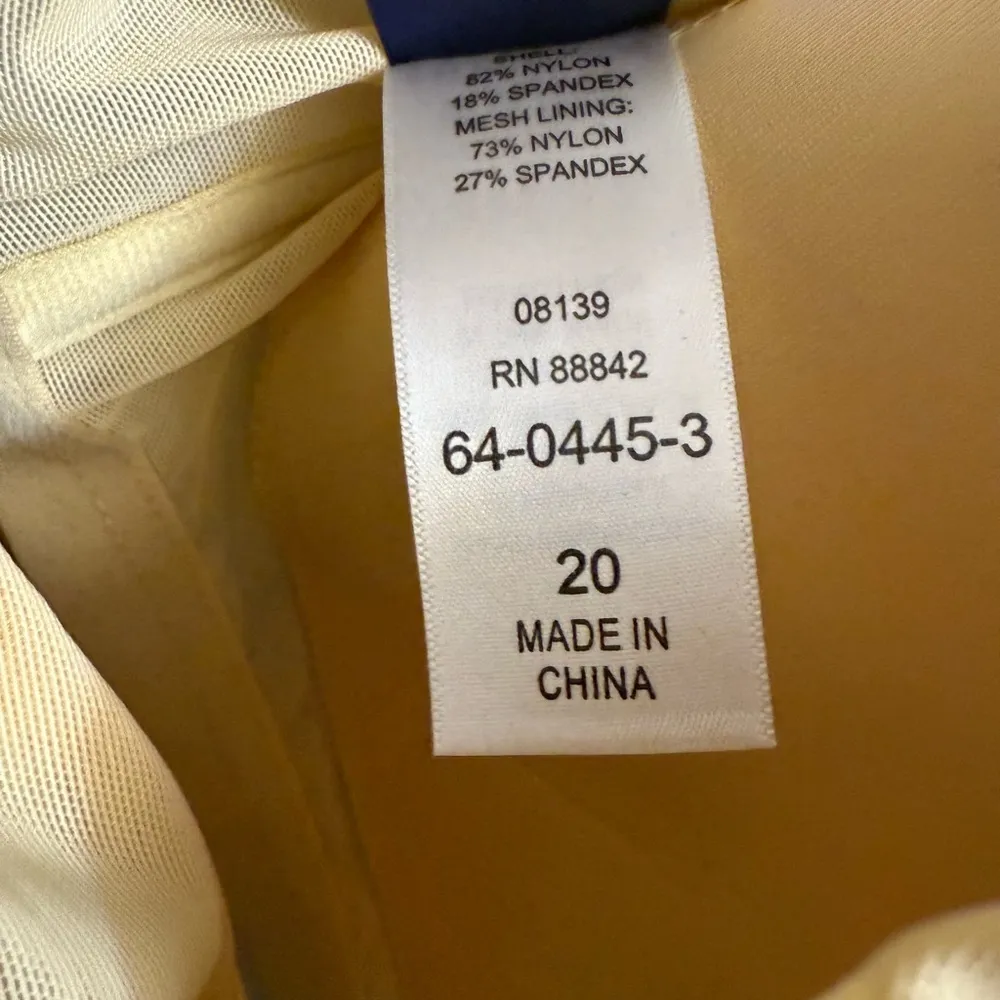 SHELL:
82% NYLON
18% SPANDEX
MESH LINING:
73% NYLON
27% SPANDEX
08139
RN 88842
64-0445-3
20
MADE IN
CHINA